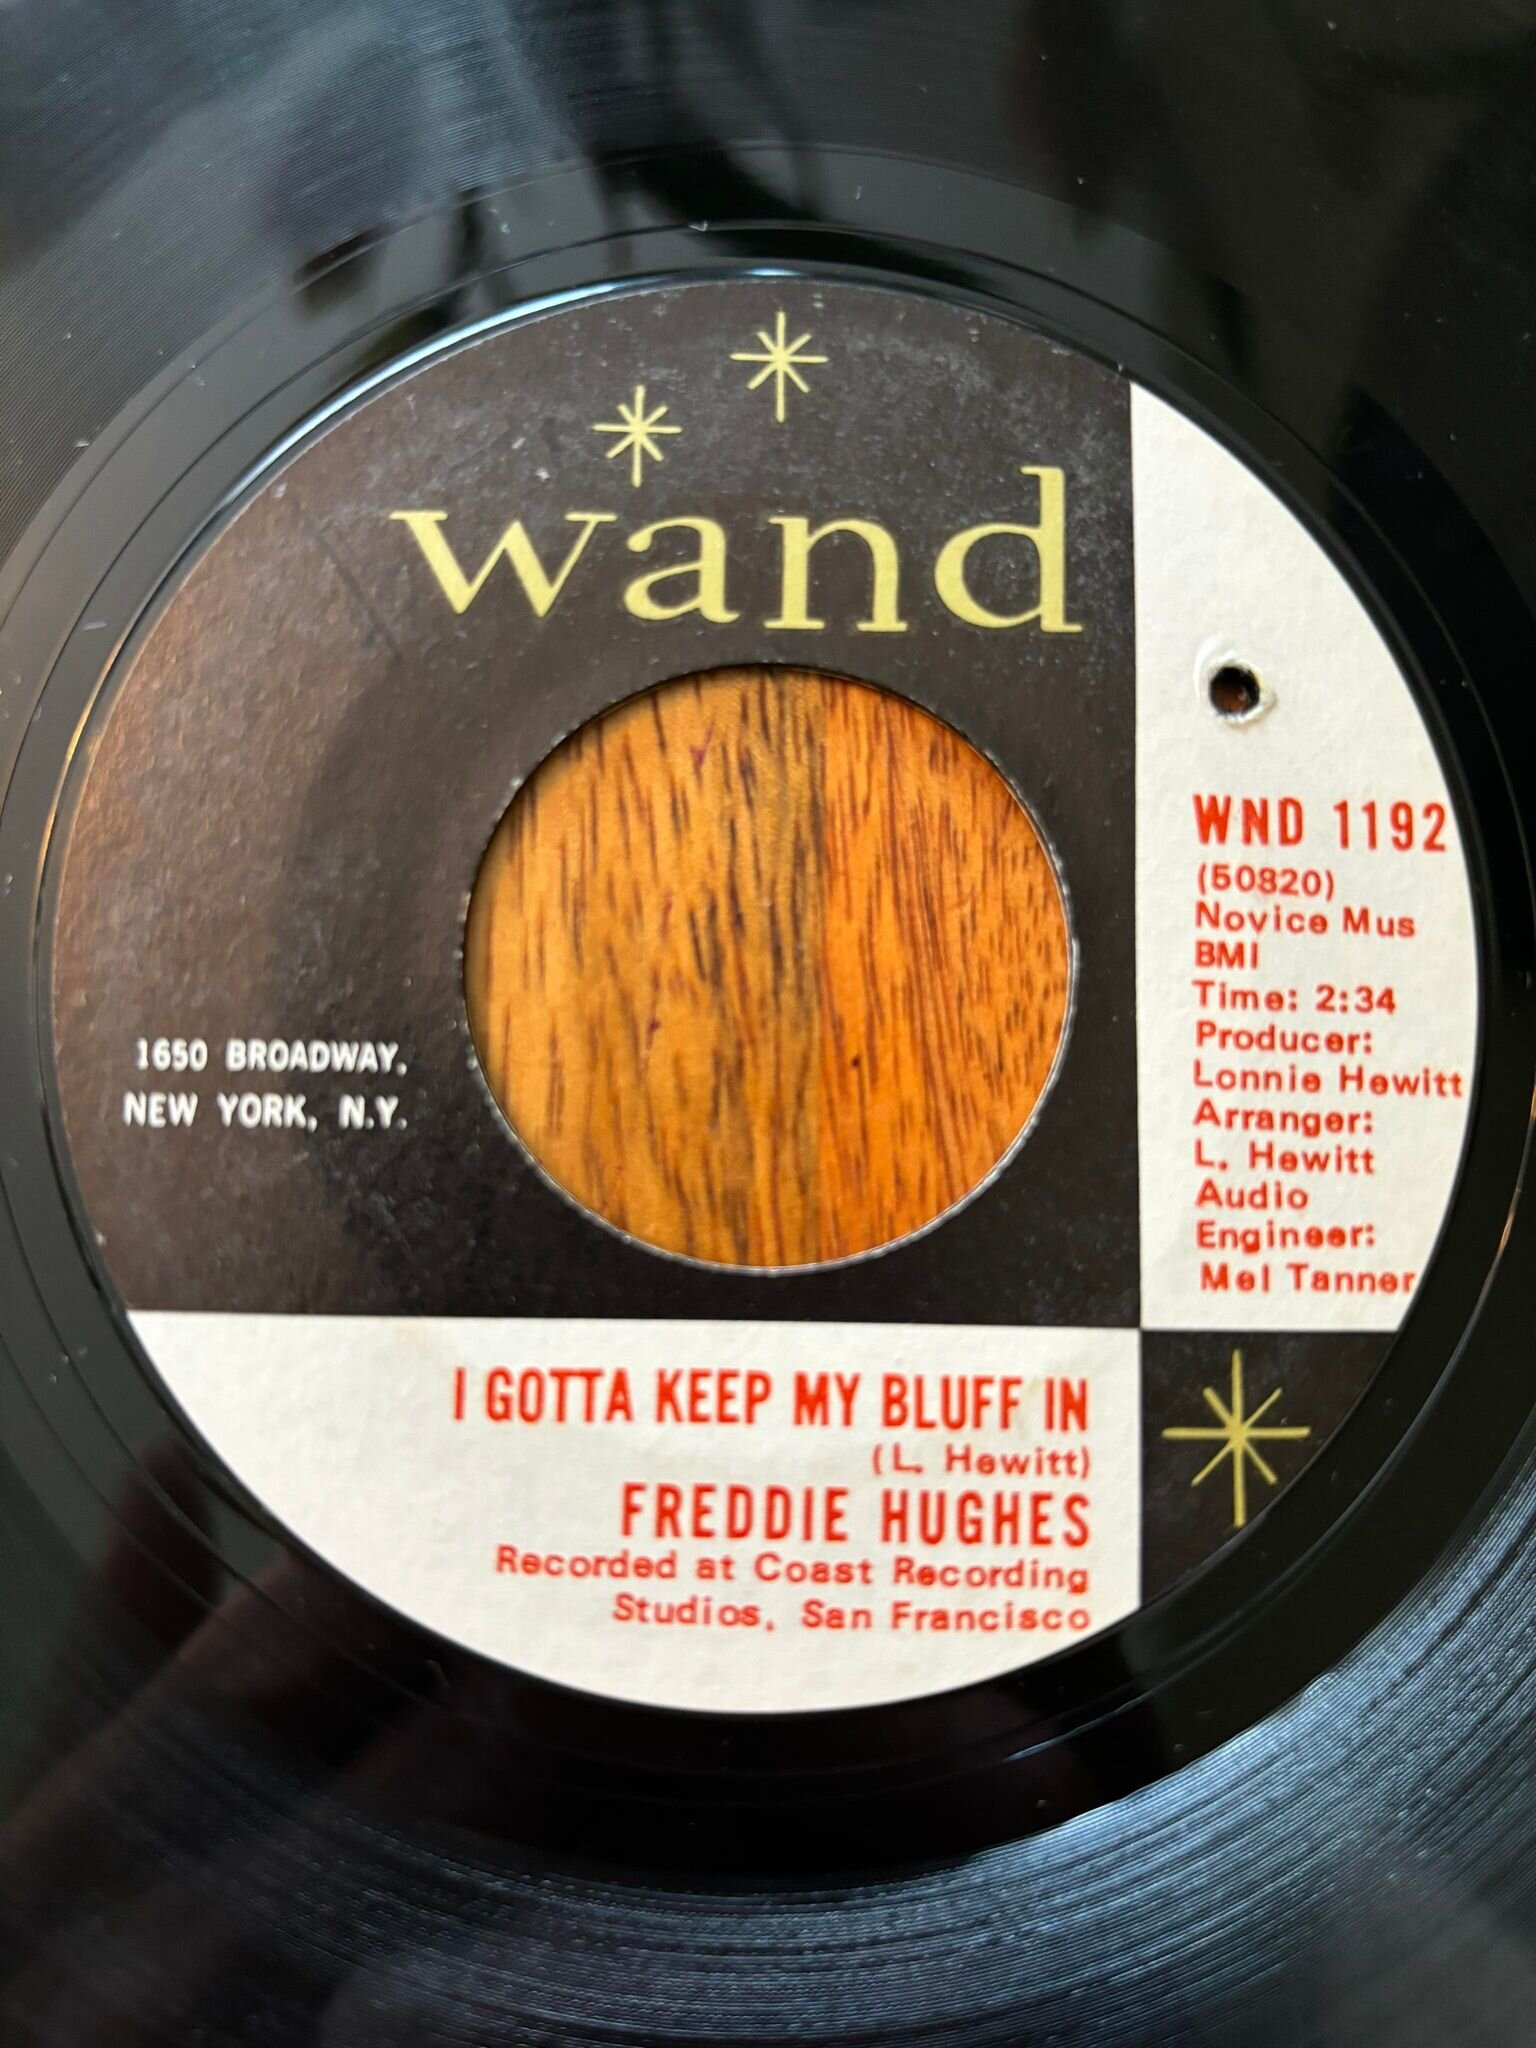 wand
1650 BROADWAY,
NEW YORK, N.Y.
WND 1192
(50820)
Novice Mus
BMI
Time: 2:34
Producer:
Lonnie Hewitt
Arranger:
L. Hewitt
Audio
Engineer:
Mel Tanner
I GOTTA KEEP MY BLUFF IN
(L. Hewitt)
FREDDIE HUGHES
Recorded at Coast Recording
Studios, San Francisco